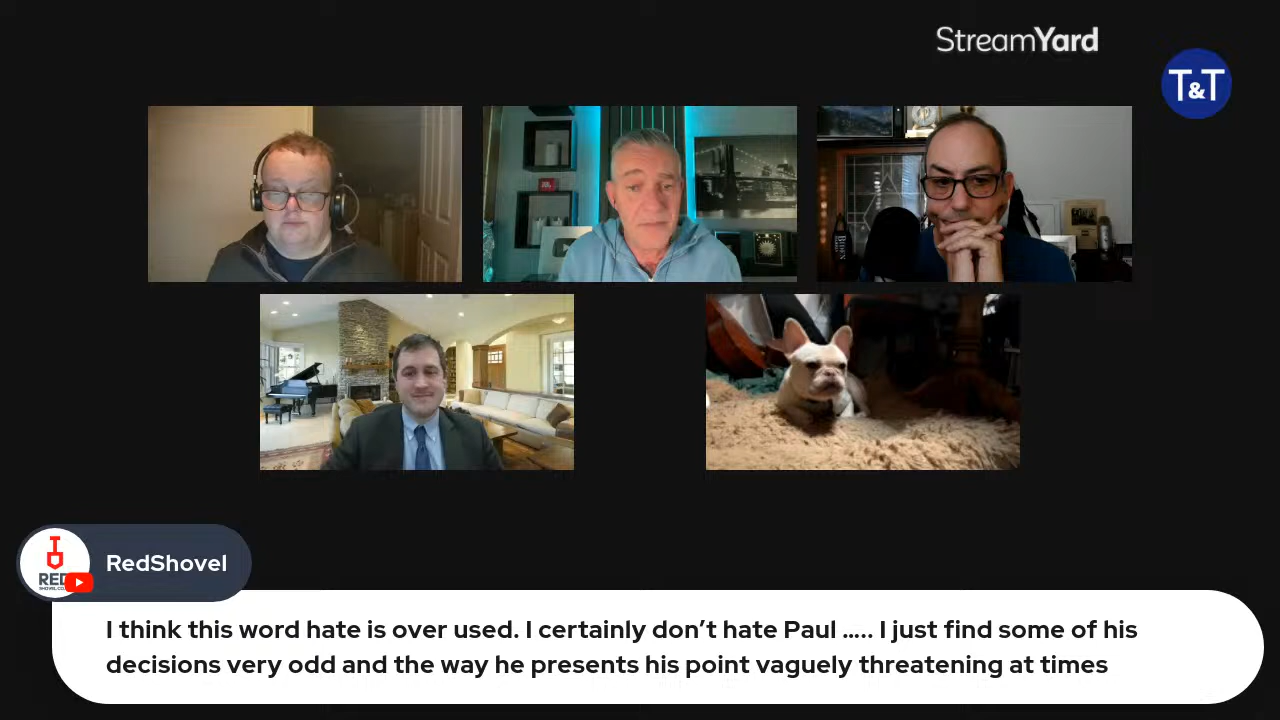 StreamYard
T&T
RED
RedShovel
I think this word hate is over used. I certainly don’t hate Paul ..... I just find some of his
decisions very odd and the way he presents his point vaguely threatening at times